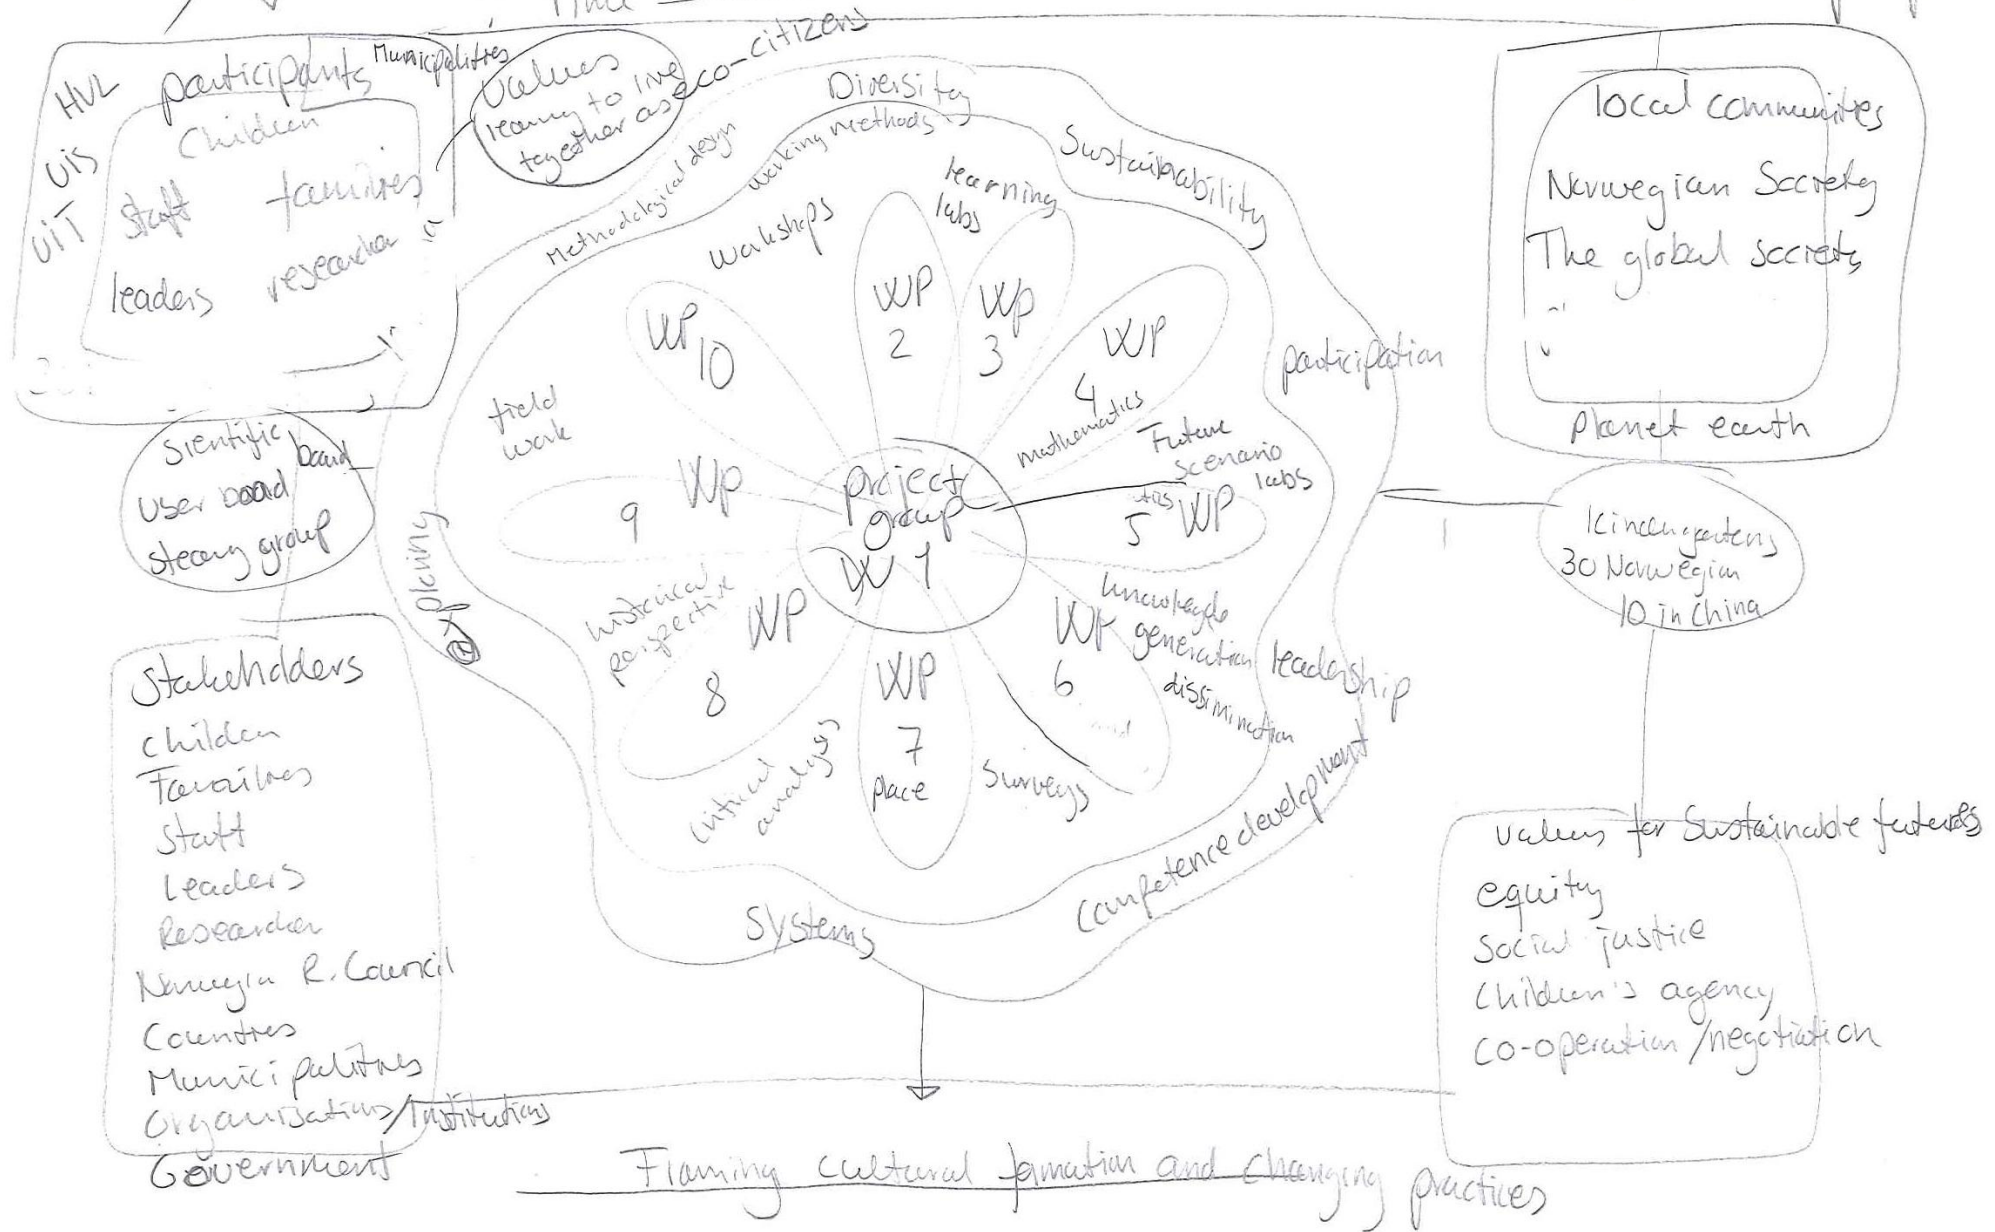 Time
HVL
UiS
UiT
participants
Municipalities
Children
Staff families
leaders researcher
Values
learning to live
together as eco-citizens
Sientific board
User board
steering group
Stakeholders
Children
Families
Staff
Leaders
Researcher
Norwegian R. Council
Countries
Municipalities
Organisations/Institutions
Government
Diversity
Sustainability
participation
leadership
Competence development
Systems
exploring
Methodological design
Working methods
Workshops
learning
labs
field
work
historical
perspective
Critical
analysis
Surveys
knowledge
generation
dissimination
Future
scenario
labs
project
group
WP 1
WP
2
WP
3
WP
4
mathematics
WP
5
WP
6
WP
7
Place
WP
8
WP
9
WP
10
local communities
Norwegian Society
The global society
Planet earth
Kindergartens
30 Norwegian
10 in China
Values for Sustainable futures
equity
Social justice
Children's agency
Co-operation/negotiation
Framing cultural formation and changing practices